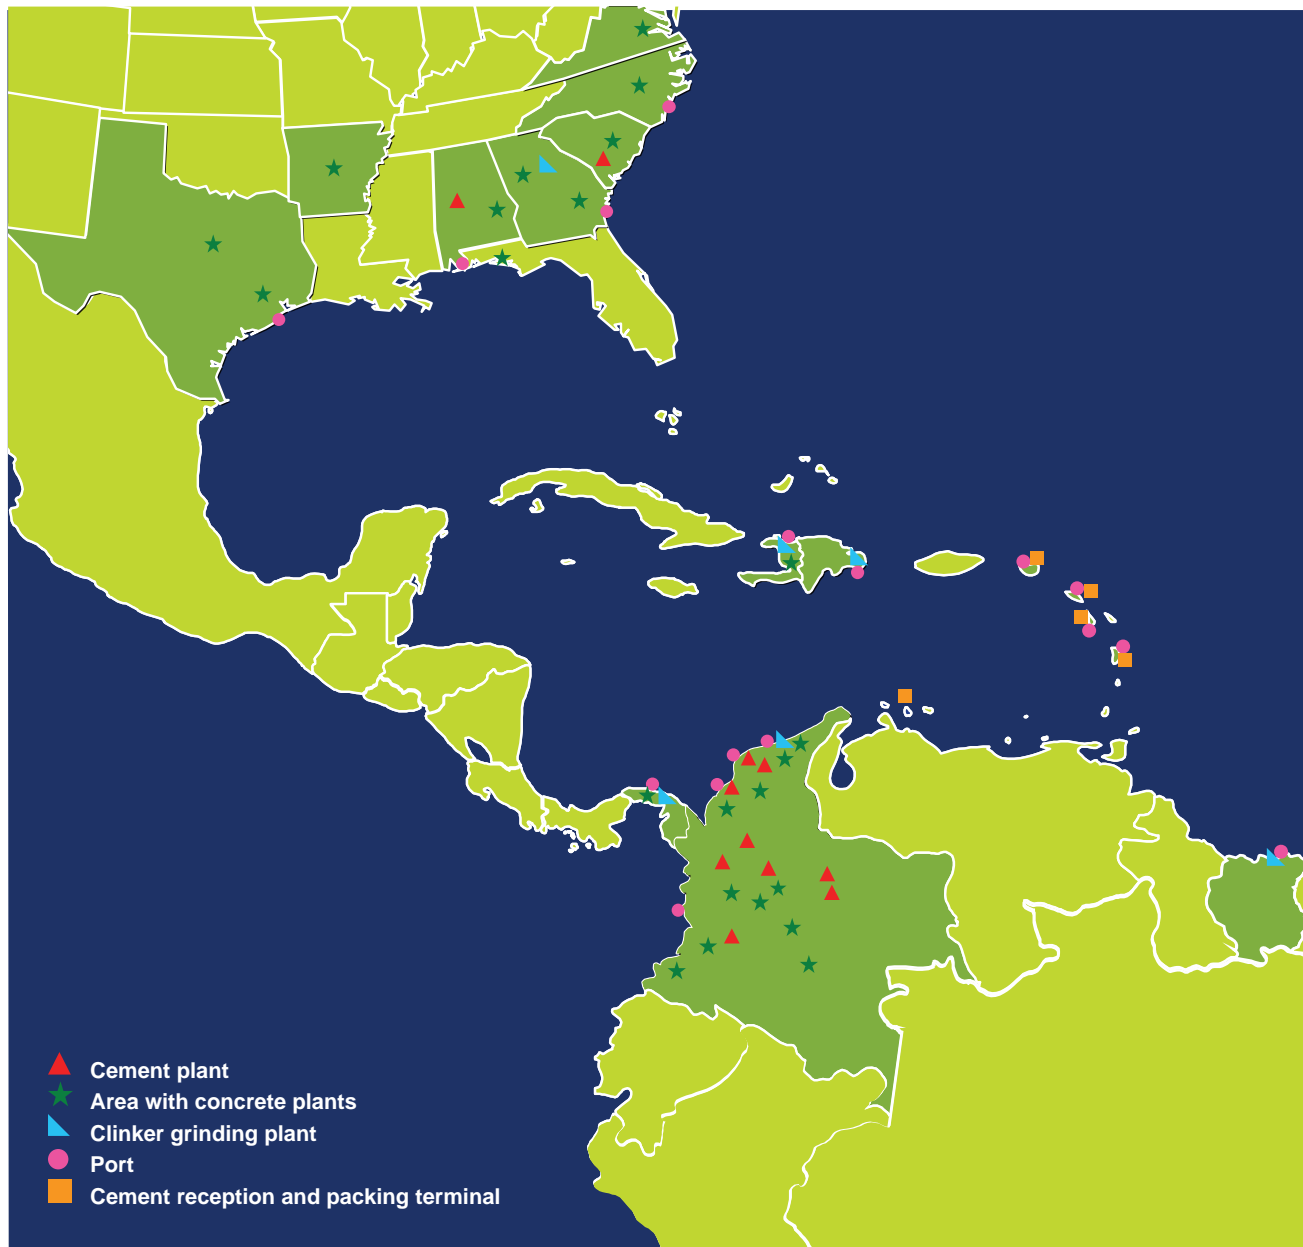 Cement plant
Area with concrete plants
Clinker grinding plant
Port
Cement reception and packing terminal